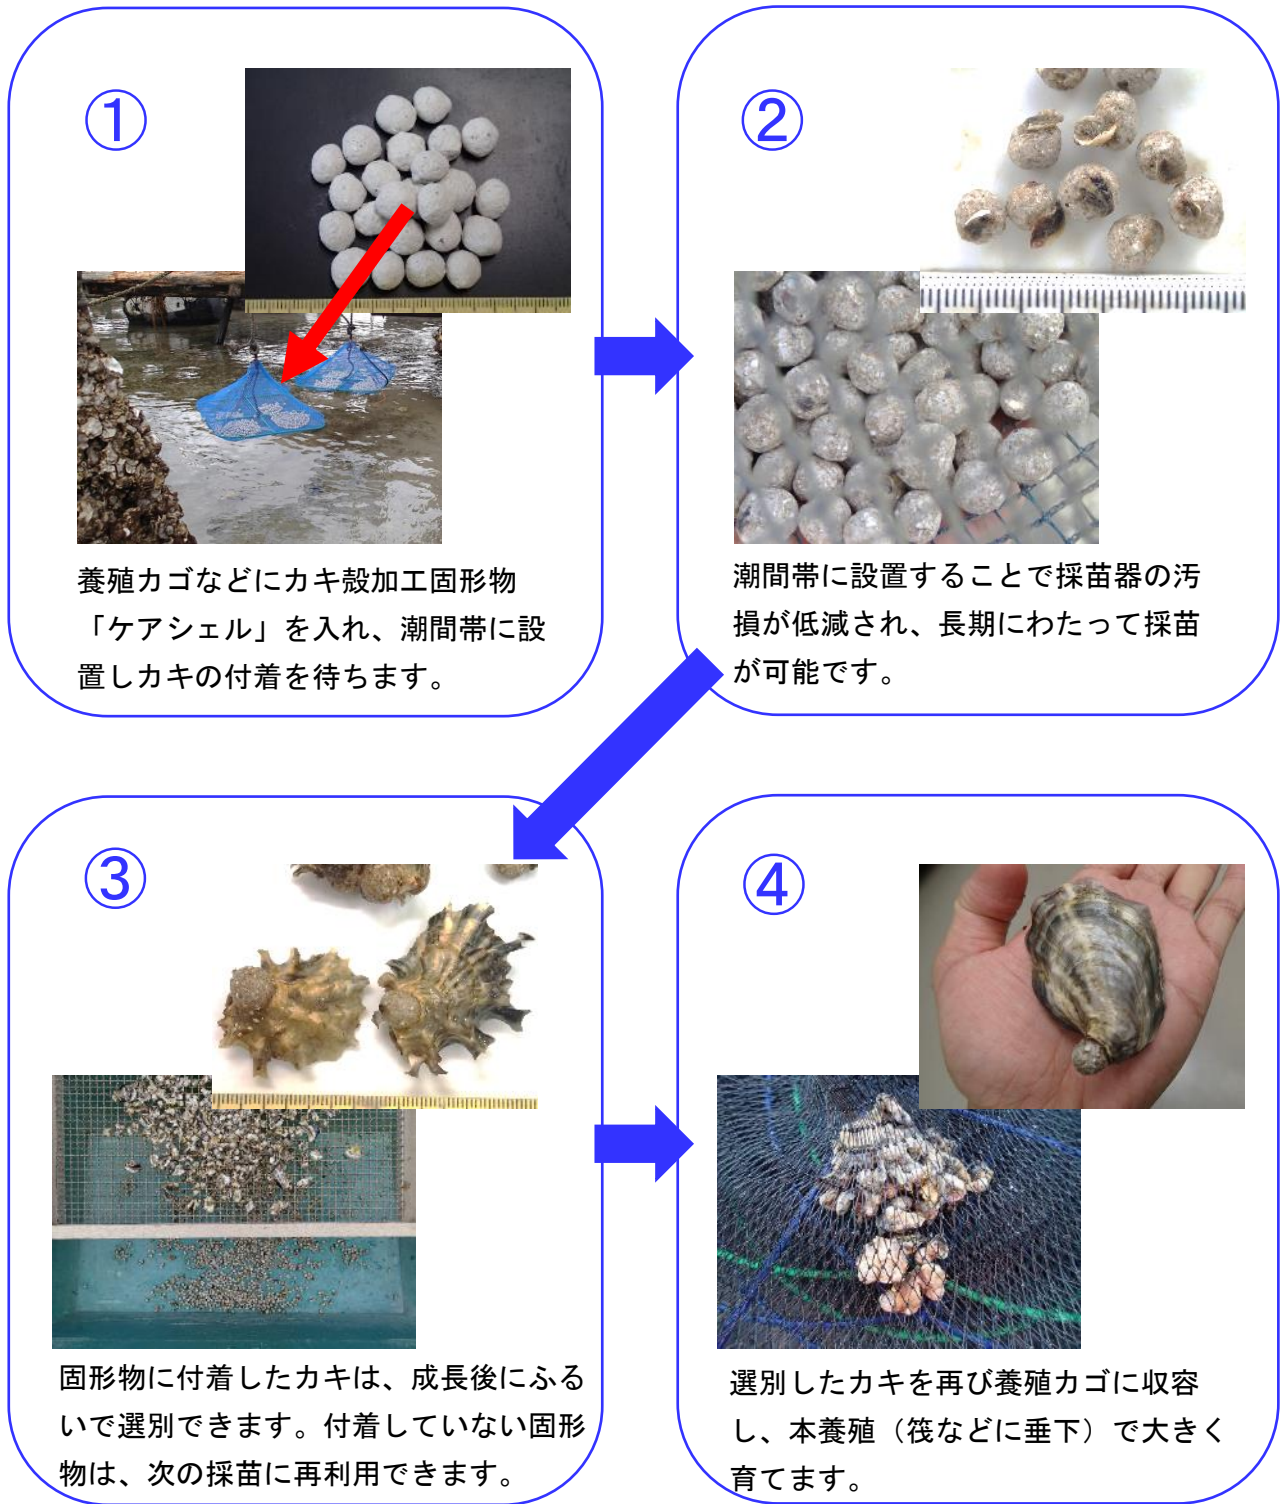 ①
養殖カゴなどにカキ殻加工固形物
「ケアシェル」を入れ、潮間帯に設
置しカキの付着を待ちます。
②
潮間帯に設置することで採苗器の汚
損が低減され、長期にわたって採苗
が可能です。
③
固形物に付着したカキは、成長後にふる
いで選別できます。付着していない固形
物は、次の採苗に再利用できます。
④
選別したカキを再び養殖カゴに収容
し、本養殖（筏などに垂下）で大きく
育てます。